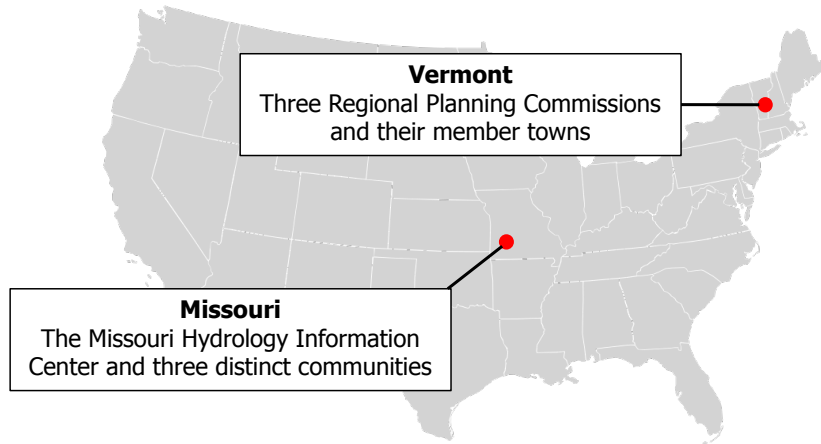 Vermont
Three Regional Planning Commissions
and their member towns
Missouri
The Missouri Hydrology Information
Center and three distinct communities